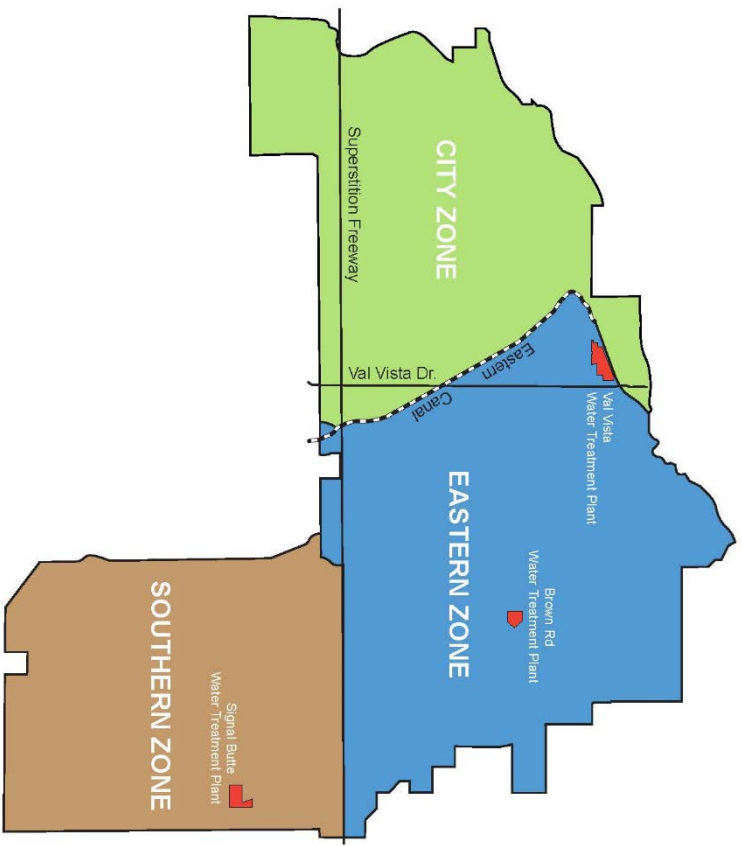 CITY ZONE
Superstition Freeway
Eastern
Canal
Val Vista Dr.
Val Vista
Water Treatment Plant
EASTERN ZONE
Brown Rd
Water Treatment Plant
SOUTHERN ZONE
Signal Butte
Water Treatment Plant